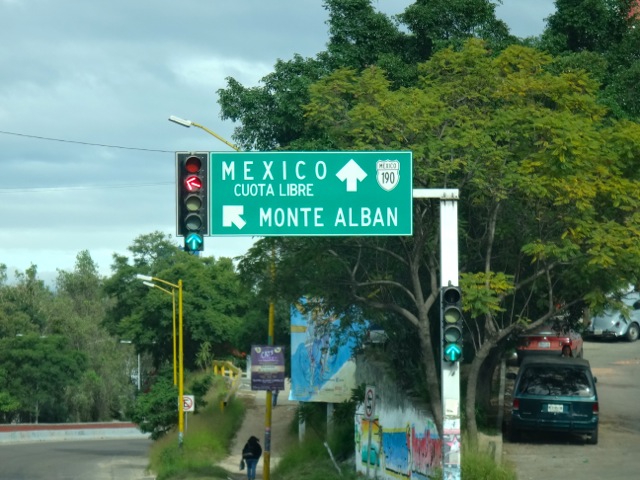 MEXICO
CUOTA LIBRE
MEXICO
190
MONTE ALBAN